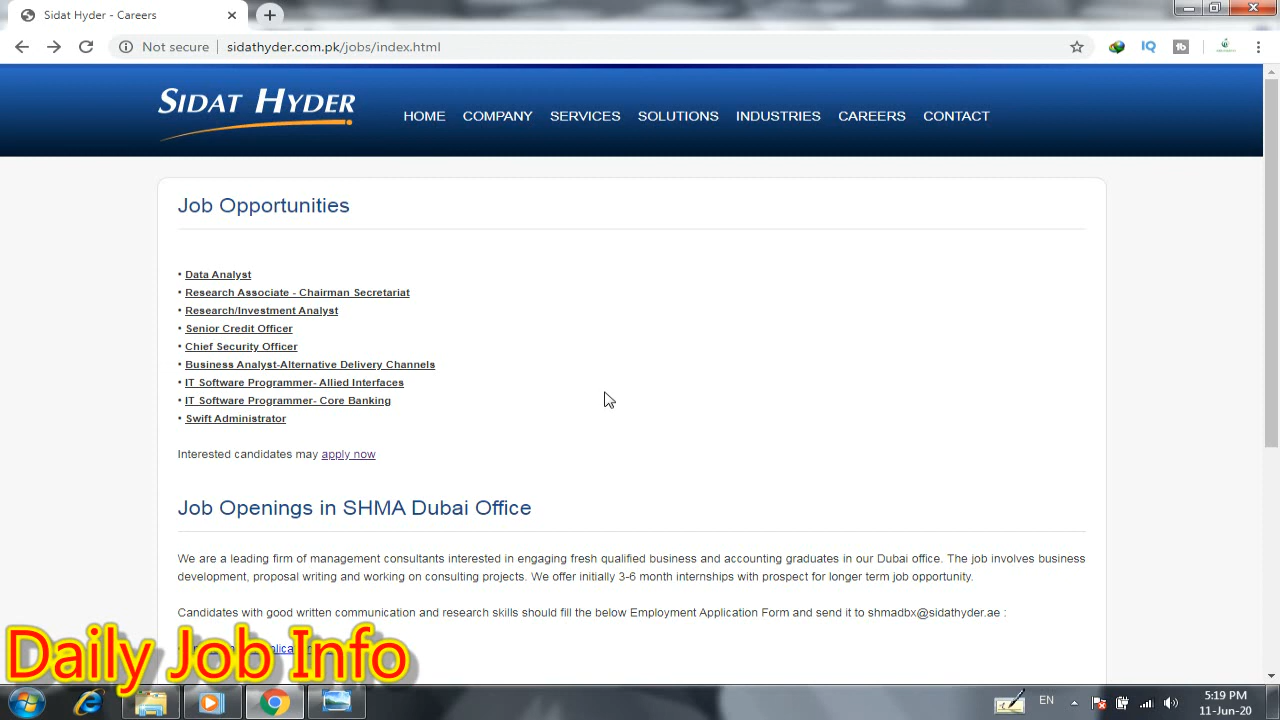 Sidat Hyder - Careers
Not secure
sidathyder.com.pk/jobs/index.html
SIDAT HYDER
HOME COMPANY SERVICES SOLUTIONS INDUSTRIES CAREERS CONTACT
Job Opportunities
• Data Analyst
• Research Associate - Chairman Secretariat
• Research/Investment Analyst
• Senior Credit Officer
• Chief Security Officer
• Business Analyst-Alternative Delivery Channels
• IT Software Programmer- Allied Interfaces
• IT Software Programmer- Core Banking
• Swift Administrator
Interested candidates may apply now
Job Openings in SHMA Dubai Office
We are a leading firm of management consultants interested in engaging fresh qualified business and accounting graduates in our Dubai office. The job involves business
development, proposal writing and working on consulting projects. We offer initially 3-6 month internships with prospect for longer term job opportunity.
Candidates with good written communication and research skills should fill the below Employment Application Form and send it to shmadbx@sidathyder.ae :
Daily Job Info
EN
5:19 PM
11-Jun-20